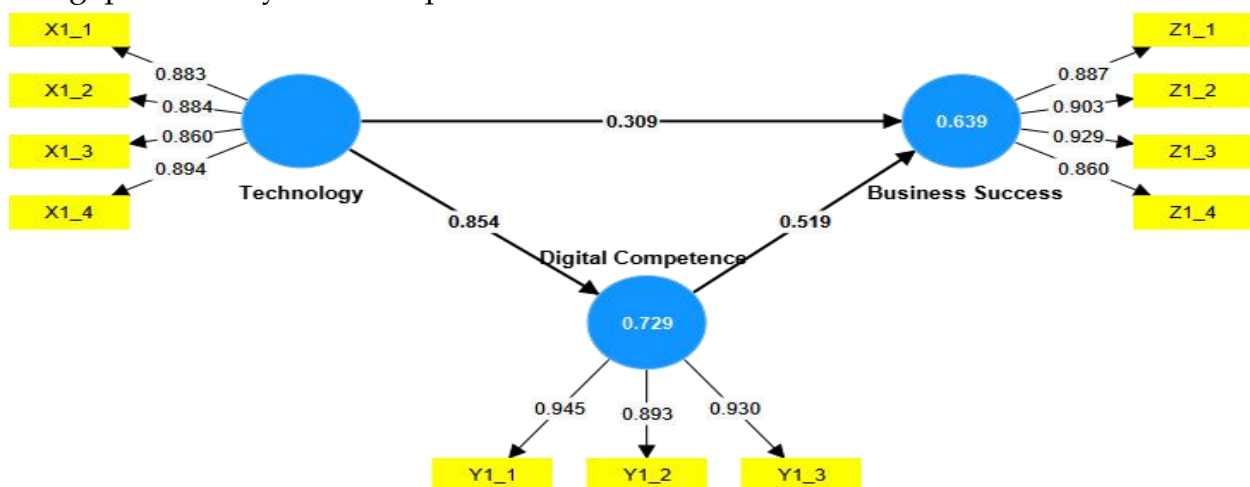 X1_1
X1_2
X1_3
X1_4
0.883
0.884
0.860
0.894
Technology
0.309
0.854
0.519
Digital Competence
0.729
0.639
Business Success
0.887
0.903
0.929
0.860
Z1_1
Z1_2
Z1_3
Z1_4
0.945
0.893
0.930
Y1_1
Y1_2
Y1_3